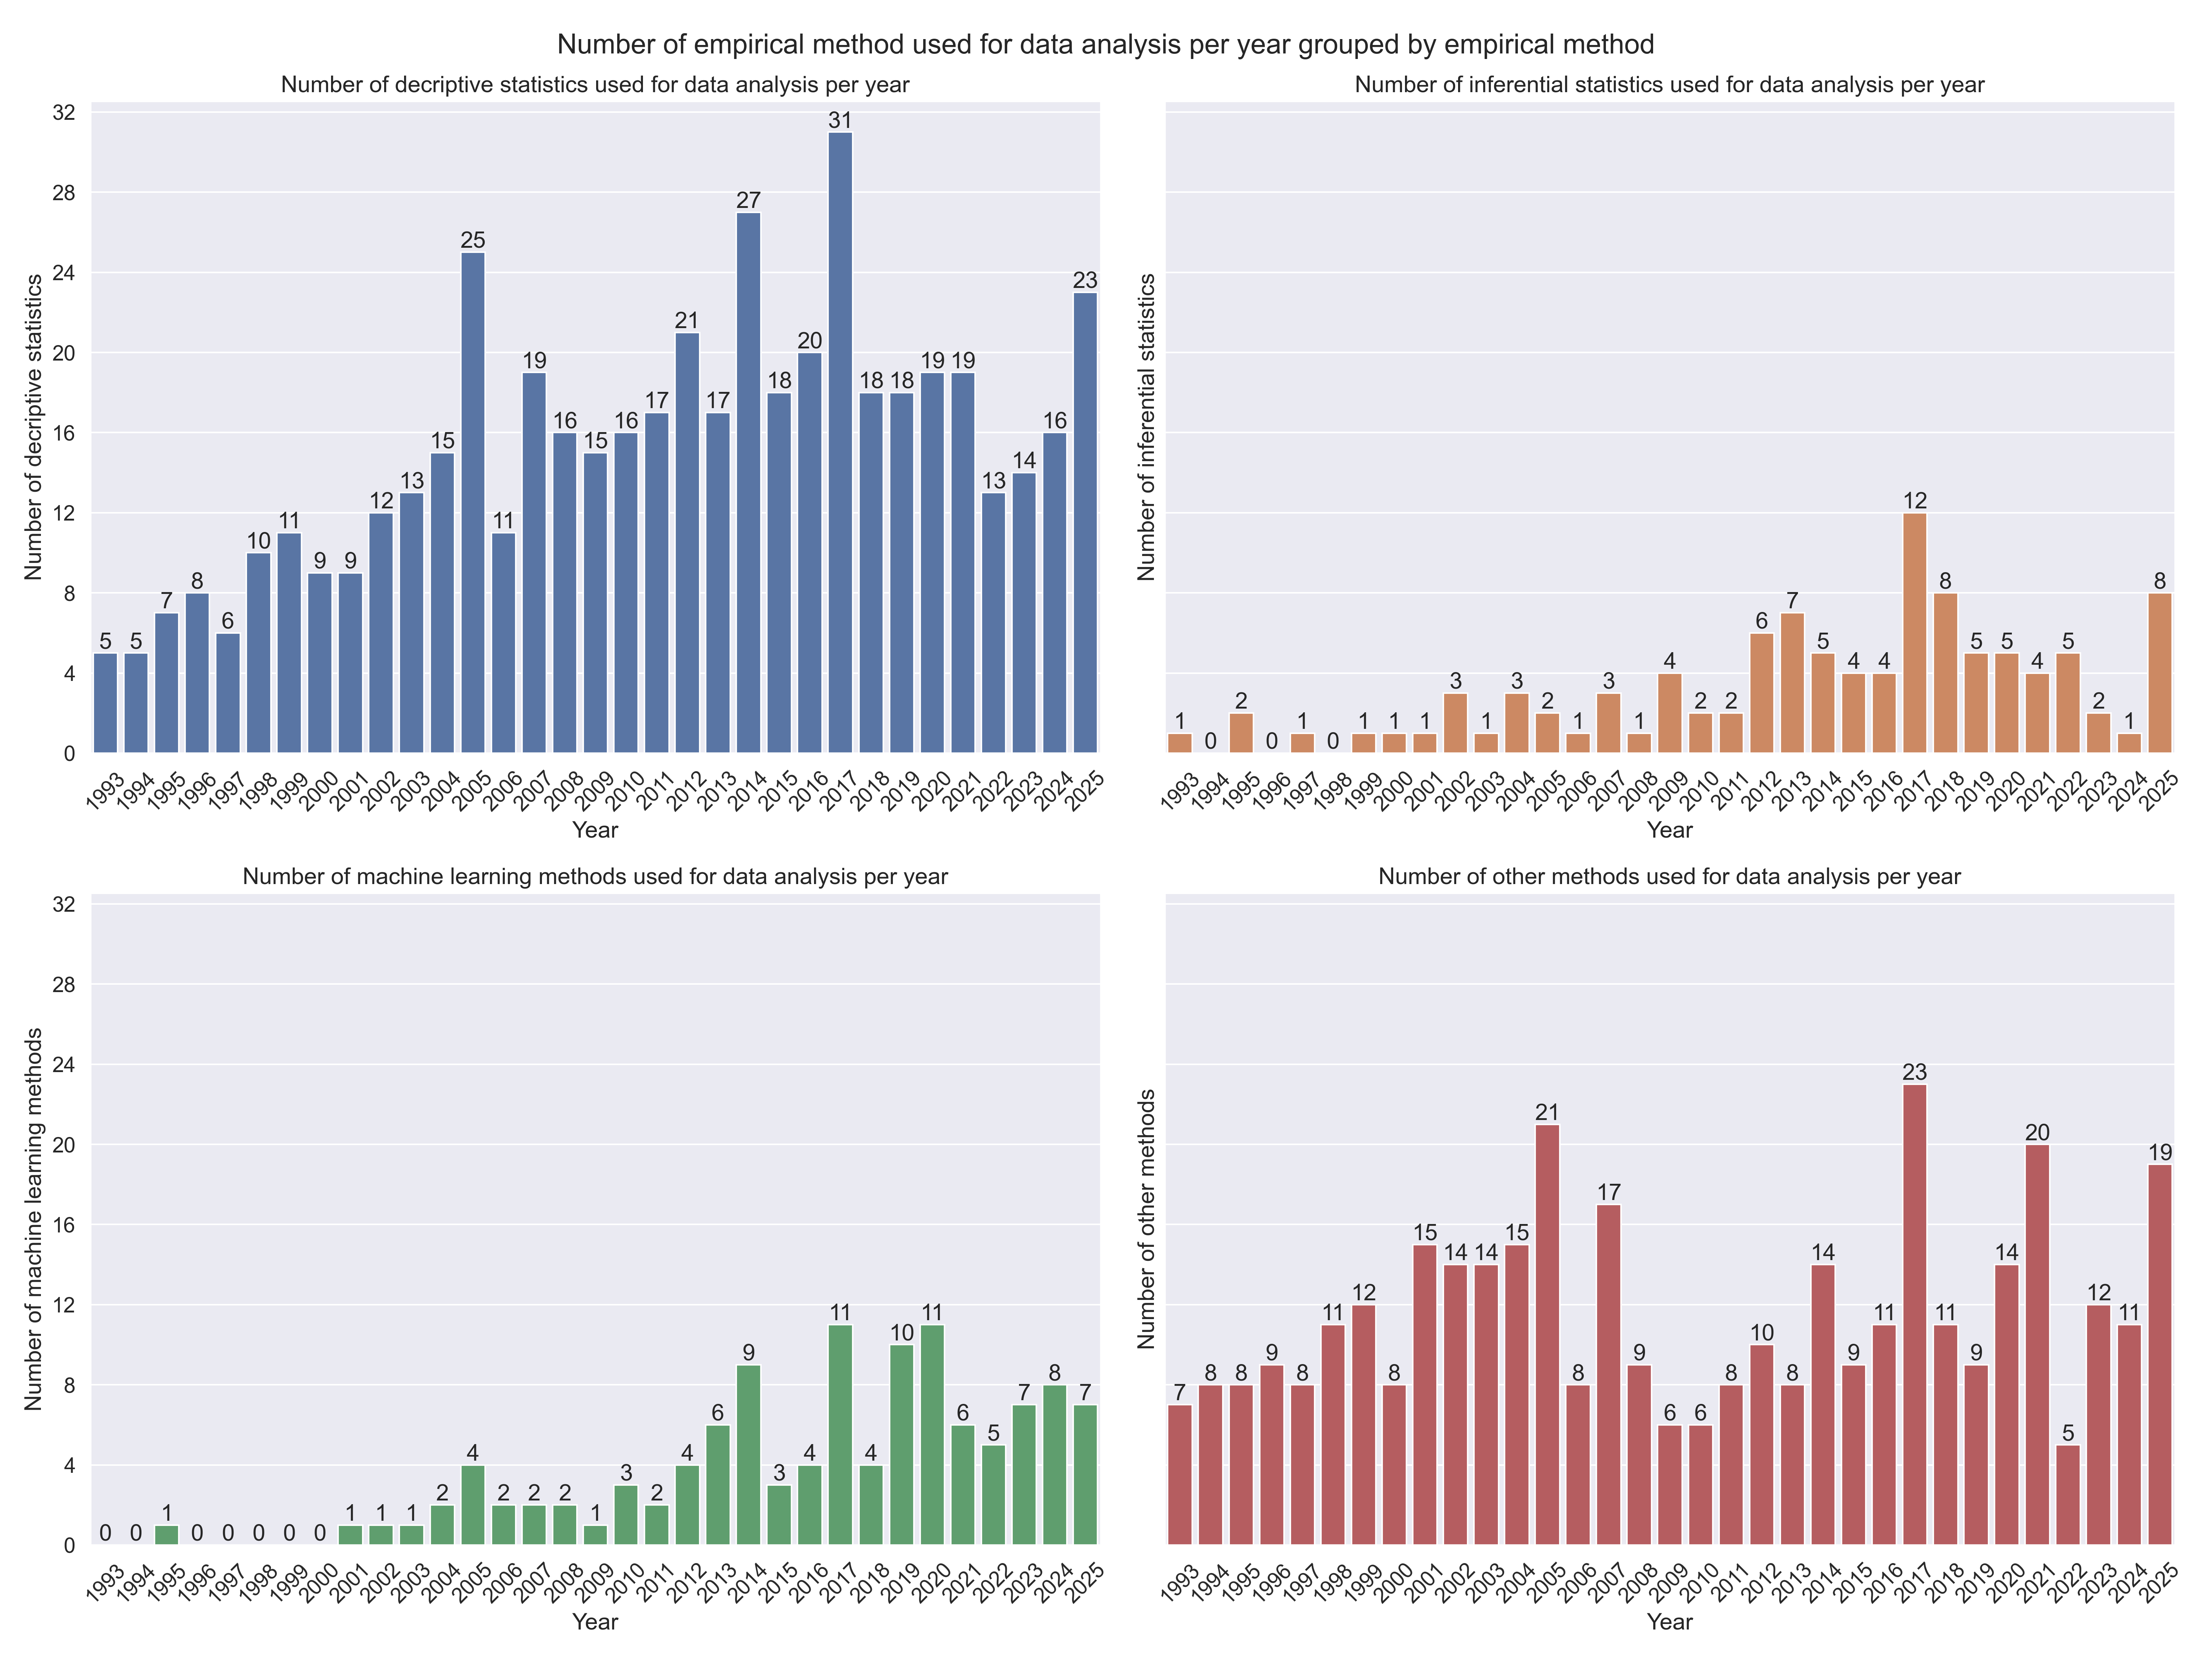 Number of empirical method used for data analysis per year grouped by empirical method
Number of decriptive statistics used for data analysis per year
Number of decriptive statistics
32
28
24
20
16
12
8
4
0
5 5 7 8 6 10 11 9 9 12 13 15 25 11 19 16 15 16 17 21 17 27 18 20 31 18 18 19 19 13 14 16 23
1993 1994 1995 1996 1997 1998 1999 2000 2001 2002 2003 2004 2005 2006 2007 2008 2009 2010 2011 2012 2013 2014 2015 2016 2017 2018 2019 2020 2021 2022 2023 2024 2025
Year
Number of inferential statistics used for data analysis per year
Number of inferential statistics
1 0 2 0 1 0 1 1 1 3 1 3 2 1 3 1 4 2 2 6 7 5 4 4 12 8 5 5 4 5 2 1 8
1993 1994 1995 1996 1997 1998 1999 2000 2001 2002 2003 2004 2005 2006 2007 2008 2009 2010 2011 2012 2013 2014 2015 2016 2017 2018 2019 2020 2021 2022 2023 2024 2025
Year
Number of machine learning methods used for data analysis per year
Number of machine learning methods
32
28
24
20
16
12
8
4
0
0 0 1 0 0 0 0 0 1 1 1 2 4 2 2 2 1 3 2 4 6 9 3 4 11 4 10 11 6 5 7 8 7
1993 1994 1995 1996 1997 1998 1999 2000 2001 2002 2003 2004 2005 2006 2007 2008 2009 2010 2011 2012 2013 2014 2015 2016 2017 2018 2019 2020 2021 2022 2023 2024 2025
Year
Number of other methods used for data analysis per year
Number of other methods
7 8 8 9 8 11 12 8 15 14 14 15 21 8 17 9 6 6 8 10 8 14 9 11 23 11 9 14 20 5 12 11 19
1993 1994 1995 1996 1997 1998 1999 2000 2001 2002 2003 2004 2005 2006 2007 2008 2009 2010 2011 2012 2013 2014 2015 2016 2017 2018 2019 2020 2021 2022 2023 2024 2025
Year